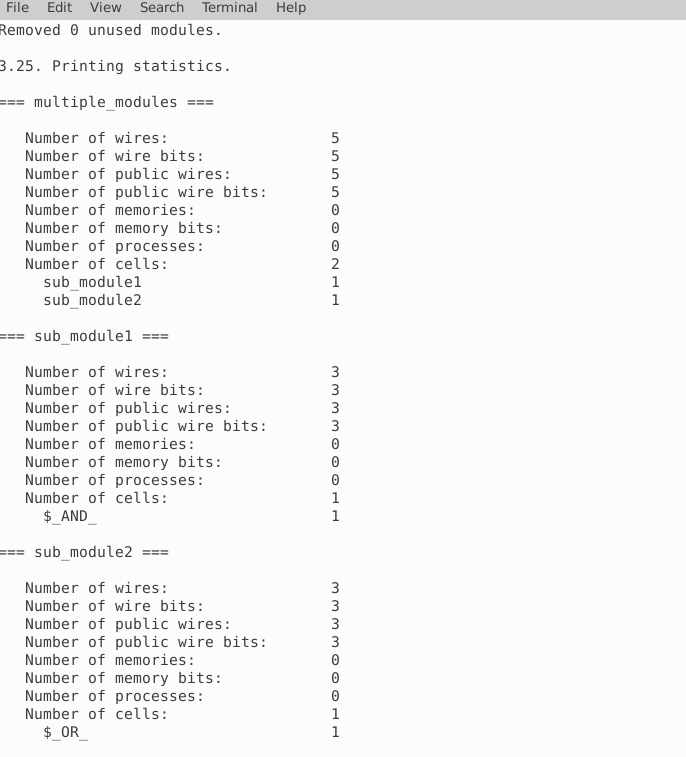 File Edit View Search Terminal Help
Removed 0 unused modules.
3.25. Printing statistics.
=== multiple_modules ===
Number of wires: 5
Number of wire bits: 5
Number of public wires: 5
Number of public wire bits: 5
Number of memories: 0
Number of memory bits: 0
Number of processes: 0
Number of cells: 2
sub_module1 1
sub_module2 1
=== sub_module1 ===
Number of wires: 3
Number of wire bits: 3
Number of public wires: 3
Number of public wire bits: 3
Number of memories: 0
Number of memory bits: 0
Number of processes: 0
Number of cells: 1
$_AND_ 1
=== sub_module2 ===
Number of wires: 3
Number of wire bits: 3
Number of public wires: 3
Number of public wire bits: 3
Number of memories: 0
Number of memory bits: 0
Number of processes: 0
Number of cells: 1
$_OR_ 1